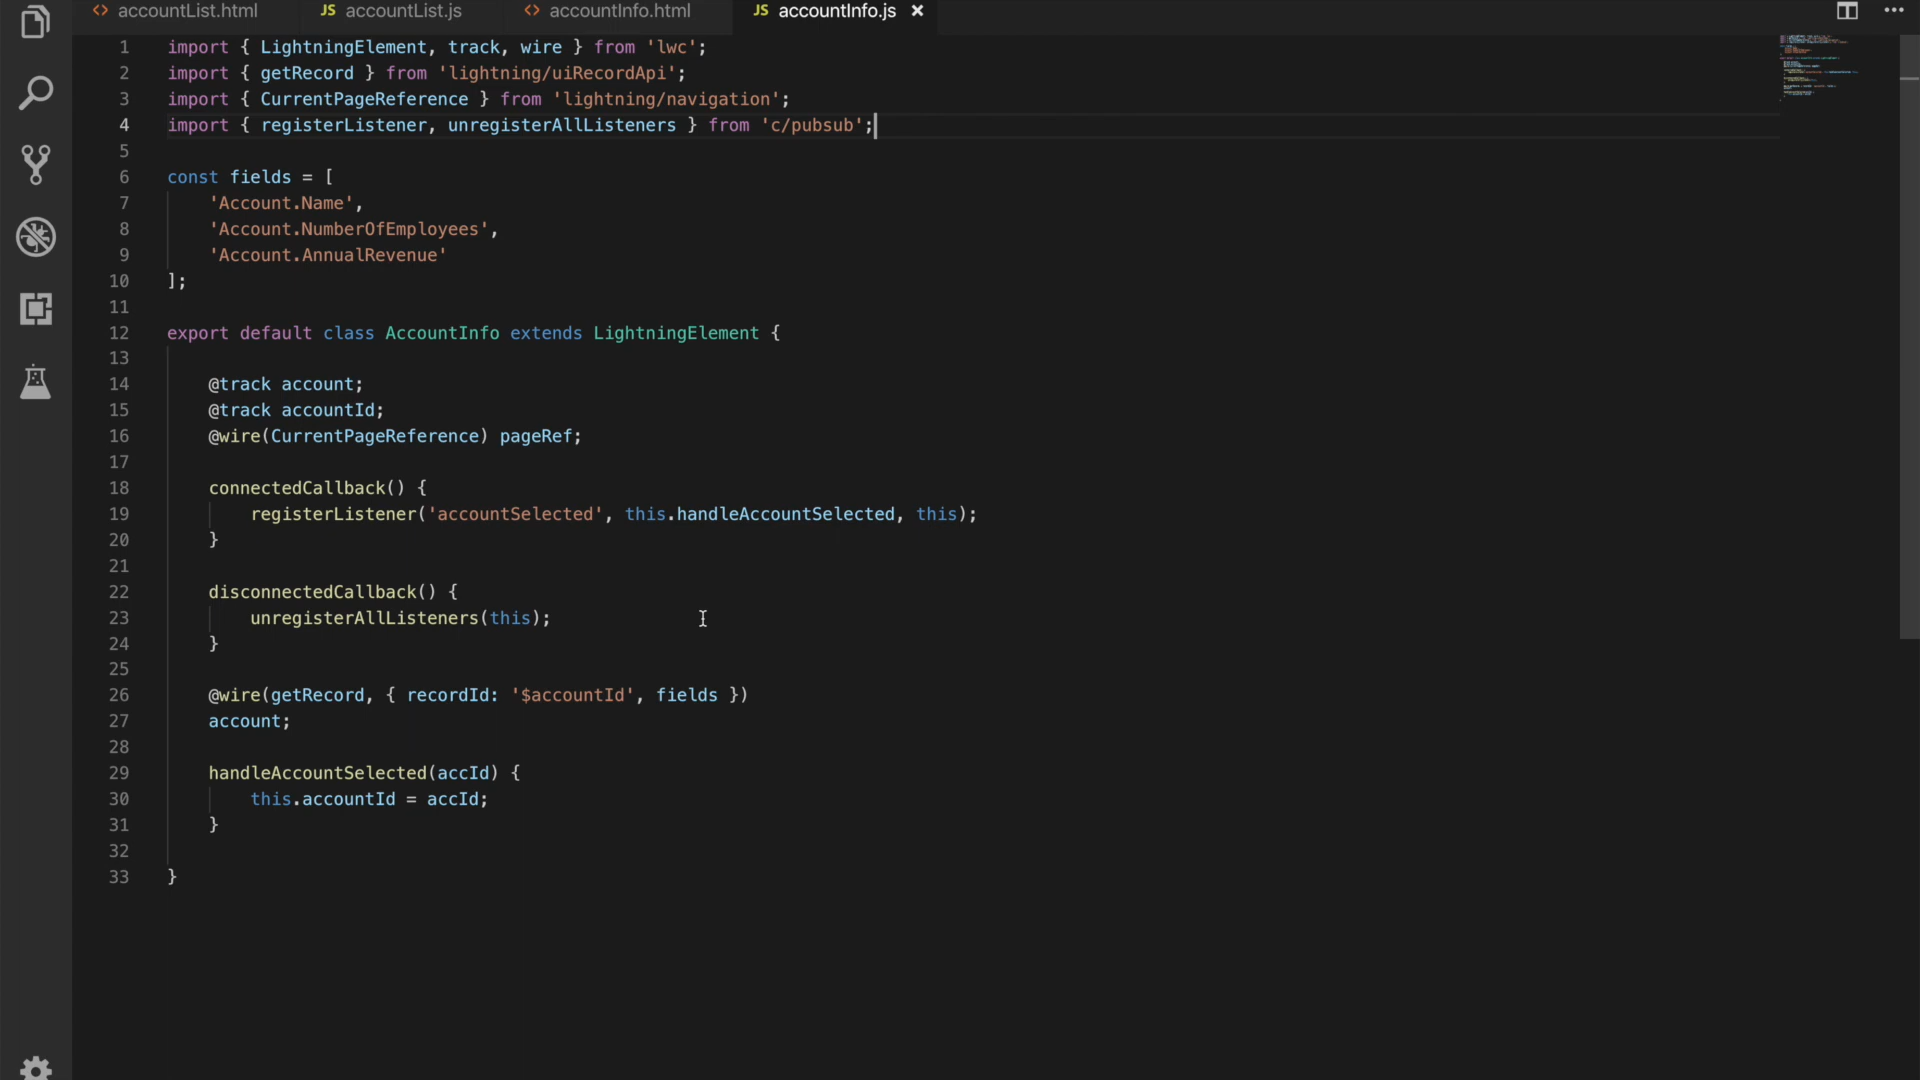 <> accountList.html JS accountList.js <> accountInfo.html JS accountInfo.js ×
1 import { LightningElement, track, wire } from 'lwc';
2 import { getRecord } from 'lightning/uiRecordApi';
3 import { CurrentPageReference } from 'lightning/navigation';
4 import { registerListener, unregisterAllListeners } from 'c/pubsub';
5
6 const fields = [
7 'Account.Name',
8 'Account.NumberOfEmployees',
9 'Account.AnnualRevenue'
10 ];
11
12 export default class AccountInfo extends LightningElement {
13
14 @track account;
15 @track accountId;
16 @wire(CurrentPageReference) pageRef;
17
18 connectedCallback() {
19 registerListener('accountSelected', this.handleAccountSelected, this);
20 }
21
22 disconnectedCallback() {
23 unregisterAllListeners(this);
24 }
25
26 @wire(getRecord, { recordId: '$accountId', fields })
27 account;
28
29 handleAccountSelected(accId) {
30 this.accountId = accId;
31 }
32
33 }